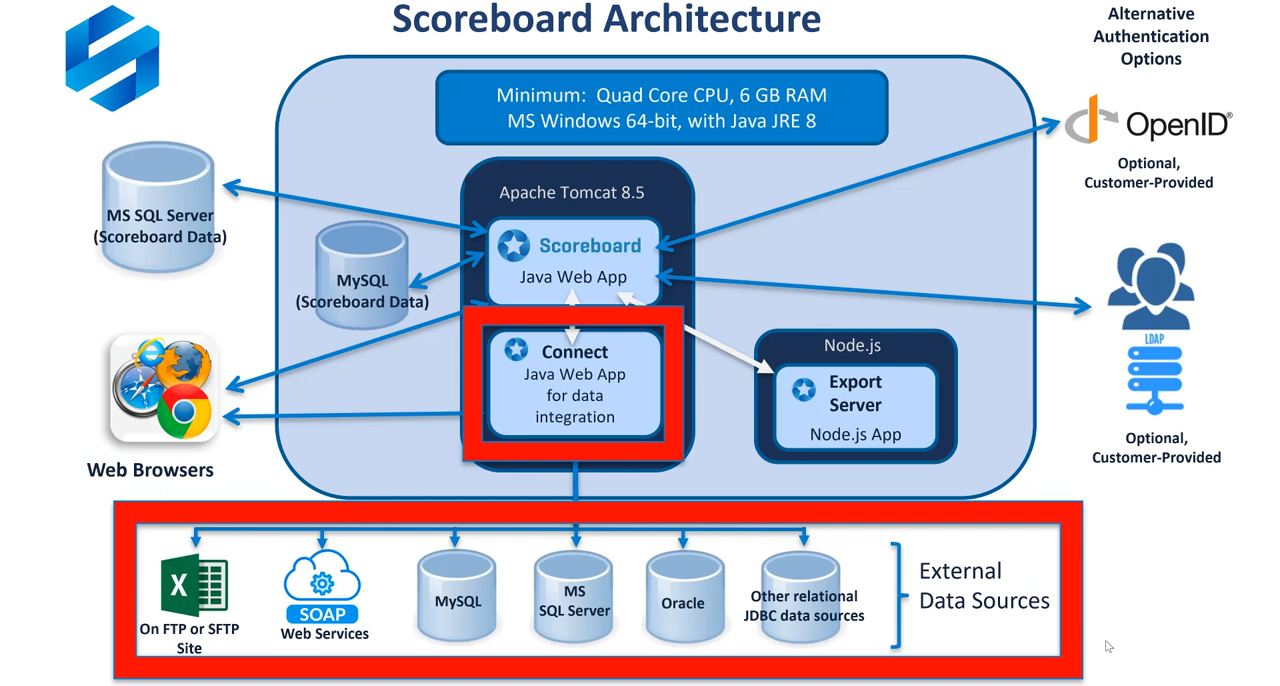 Scoreboard Architecture
Alternative
Authentication
Options
Minimum: Quad Core CPU, 6 GB RAM
MS Windows 64-bit, with Java JRE 8
OpenID®
Optional,
Customer-Provided
Apache Tomcat 8.5
Scoreboard
Java Web App
MS SQL Server
(Scoreboard Data)
MySQL
(Scoreboard Data)
Connect
Java Web App
for data
integration
Node.js
Export
Server
Node.js App
LDAP
Optional,
Customer-Provided
Web Browsers
X
On FTP or SFTP
Site
SOAP
Web Services
MySQL
MS
SQL Server
Oracle
Other relational
JDBC data sources
External
Data Sources